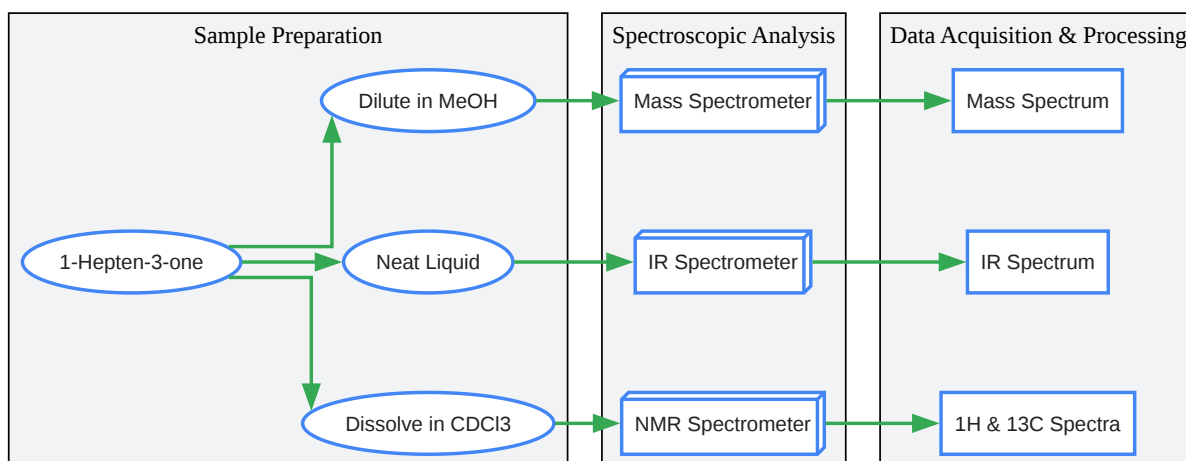 Sample Preparation
Spectroscopic Analysis
Data Acquisition & Processing
Dilute in MeOH
Mass Spectrometer
Mass Spectrum
1-Hepten-3-one
Neat Liquid
IR Spectrometer
IR Spectrum
Dissolve in CDCl3
NMR Spectrometer
1H & 13C Spectra